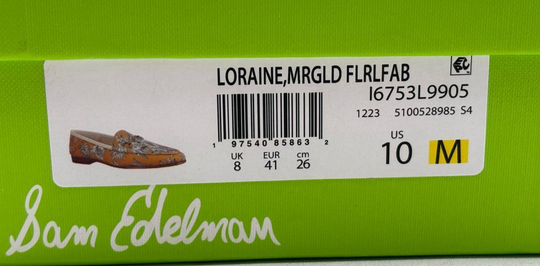 LORAINE,MRGLD FLRLFAB
I6753L9905
1223 5100528985 S4
1 97540 85863 2
UK EUR cm US
8 41 26 10 M
Sam Edelman